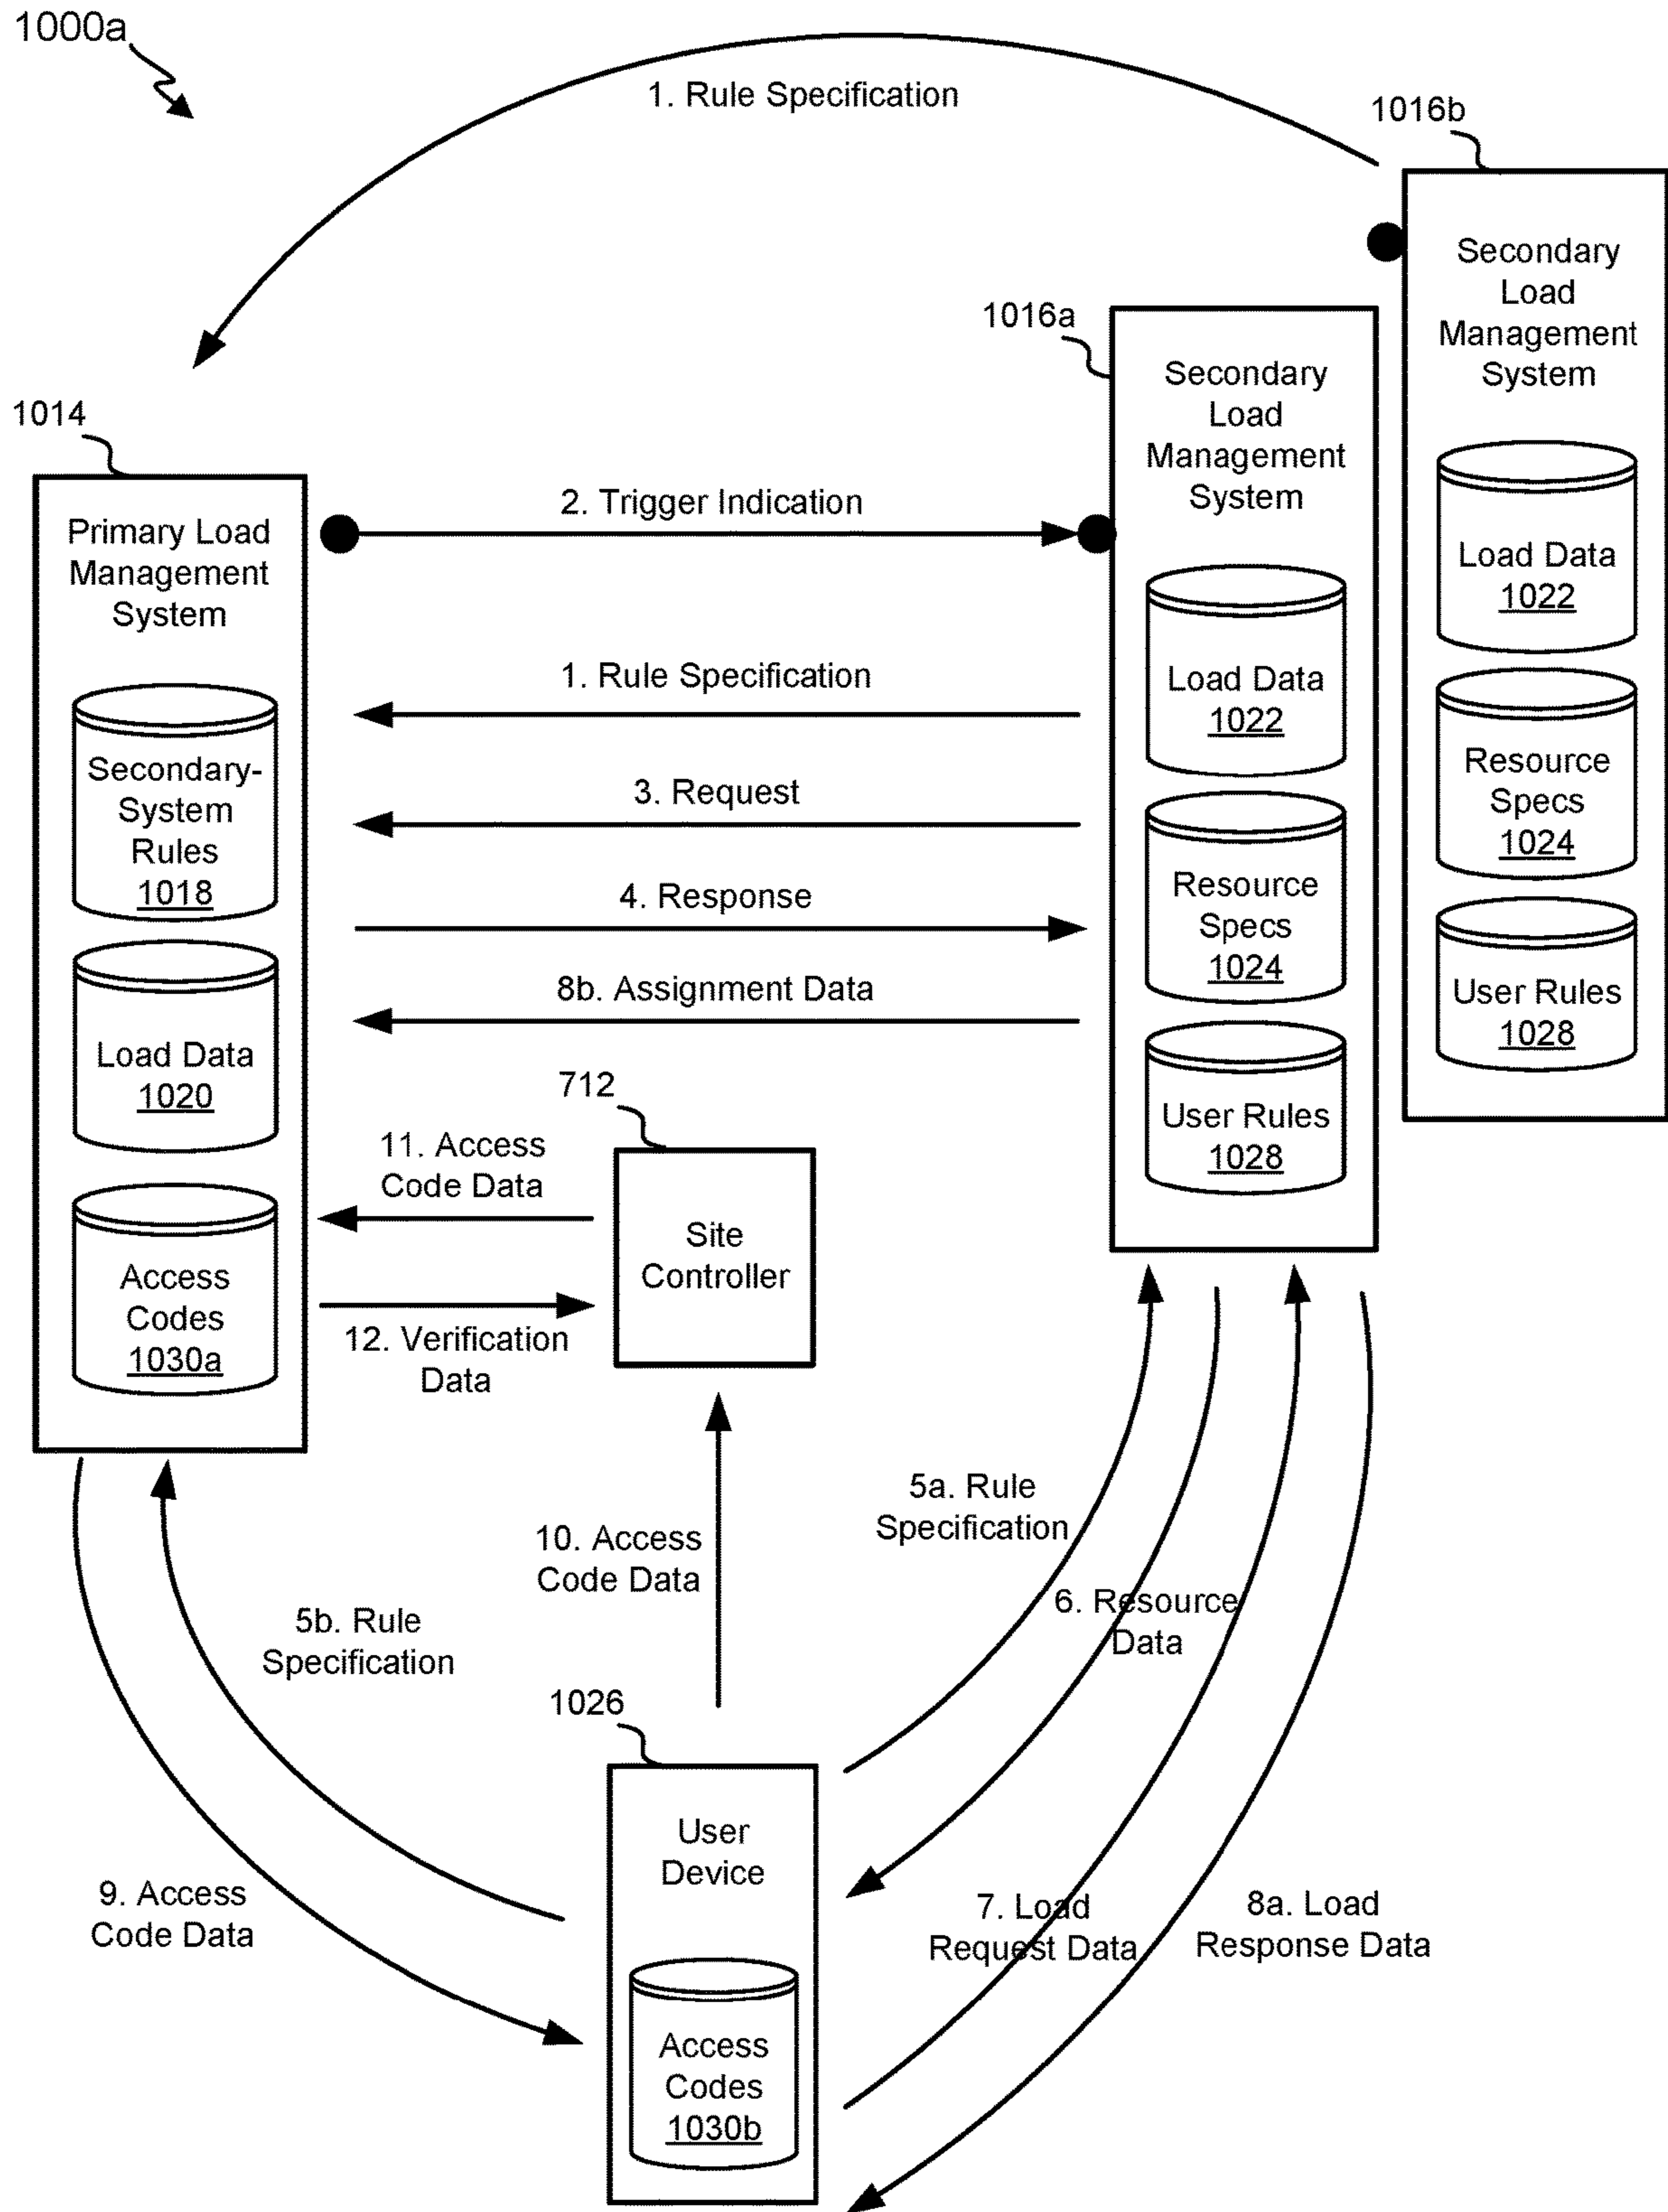 1000a
1. Rule Specification
1016b
Secondary
Load
Management
System
Load Data
1022
Resource
Specs
1024
User Rules
1028
1016a
Secondary
Load
Management
System
Load Data
1022
Resource
Specs
1024
User Rules
1028
1014
Primary Load
Management
System
Secondary-
System
Rules
1018
Load Data
1020
Access
Codes
1030a
2. Trigger Indication
1. Rule Specification
3. Request
4. Response
8b. Assignment Data
712
Site
Controller
11. Access
Code Data
12. Verification
Data
10. Access
Code Data
5a. Rule
Specification
6. Resource
Data
5b. Rule
Specification
1026
User
Device
Access
Codes
1030b
9. Access
Code Data
7. Load
Request Data
8a. Load
Response Data